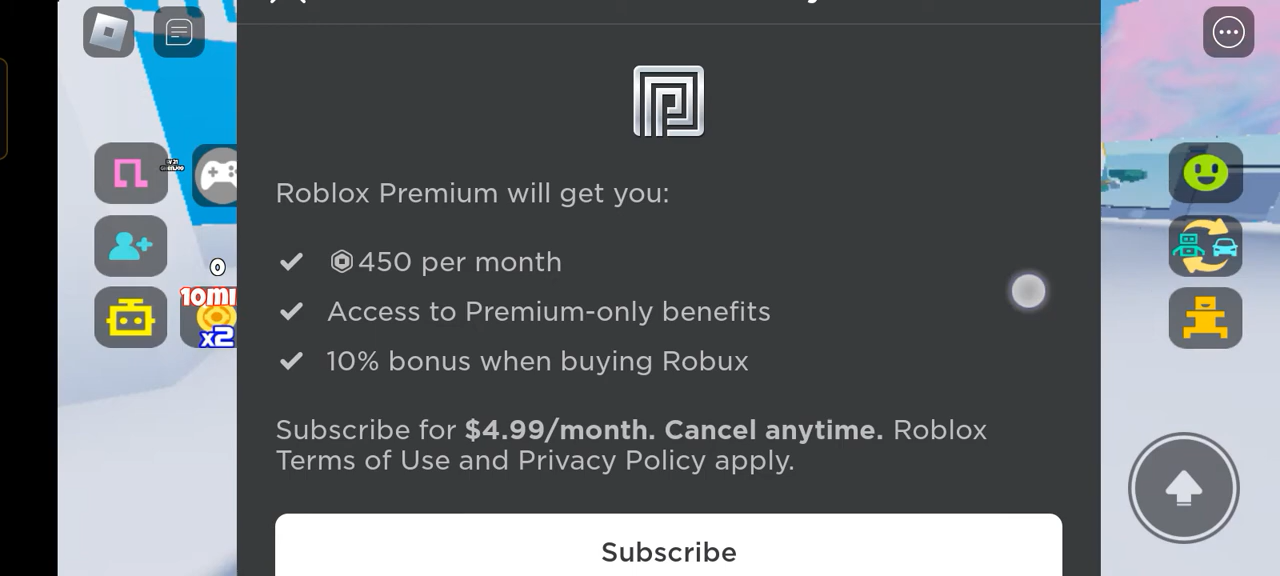 Roblox Premium will get you:
450 per month
Access to Premium-only benefits
10% bonus when buying Robux
Subscribe for $4.99/month. Cancel anytime. Roblox
Terms of Use and Privacy Policy apply.
Subscribe
0
10MI
x2